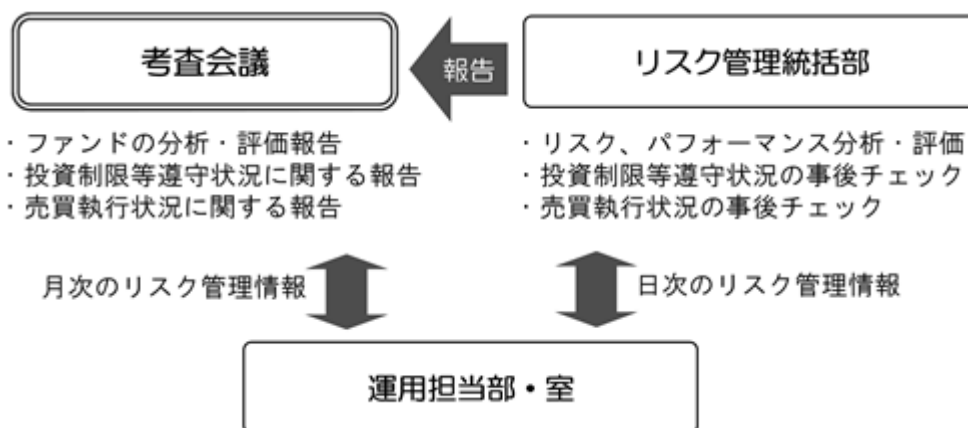 考査会議
報告
リスク管理統括部
・ファンドの分析・評価報告
・投資制限等遵守状況に関する報告
・売買執行状況に関する報告
・リスク、パフォーマンス分析・評価
・投資制限等遵守状況の事後チェック
・売買執行状況の事後チェック
月次のリスク管理情報
日次のリスク管理情報
運用担当部・室